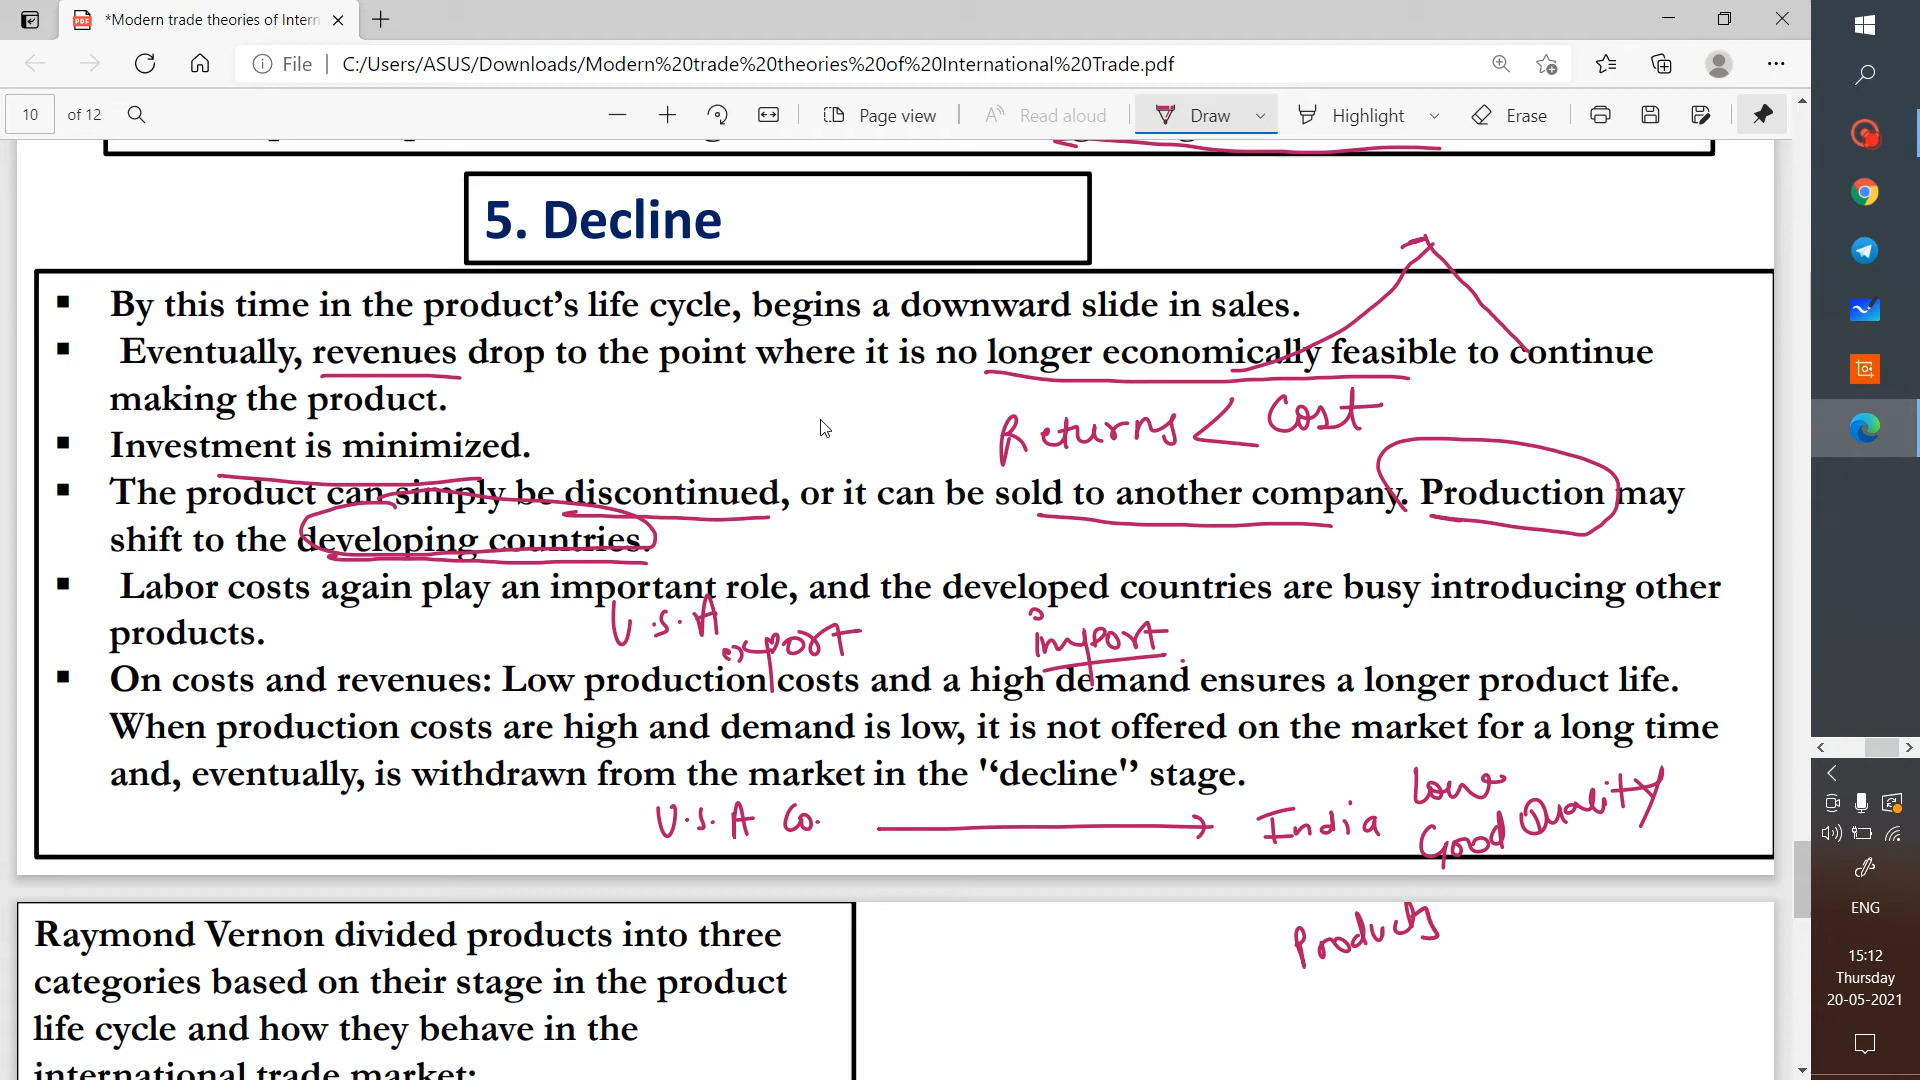 *Modern trade theories of Intern
File
C:/Users/ASUS/Downloads/Modern%20trade%20theories%20of%20International%20Trade.pdf
10 of 12
Page view
Read aloud
Draw
Highlight
Erase
5. Decline
▪ By this time in the product’s life cycle, begins a downward slide in sales.
▪ Eventually, revenues drop to the point where it is no longer economically feasible to continue
making the product.
Returns < Cost
▪ Investment is minimized.
▪ The product can simply be discontinued, or it can be sold to another company. Production may
shift to the developing countries.
▪ Labor costs again play an important role, and the developed countries are busy introducing other
products.
U.S.A
export
import
▪ On costs and revenues: Low production costs and a high demand ensures a longer product life.
When production costs are high and demand is low, it is not offered on the market for a long time
and, eventually, is withdrawn from the market in the "‘decline'’ stage.
U.S.A Co. → India
Low
Good Quality
Products
Raymond Vernon divided products into three
categories based on their stage in the product
life cycle and how they behave in the
international trade market:
ENG
15:12
Thursday
20-05-2021